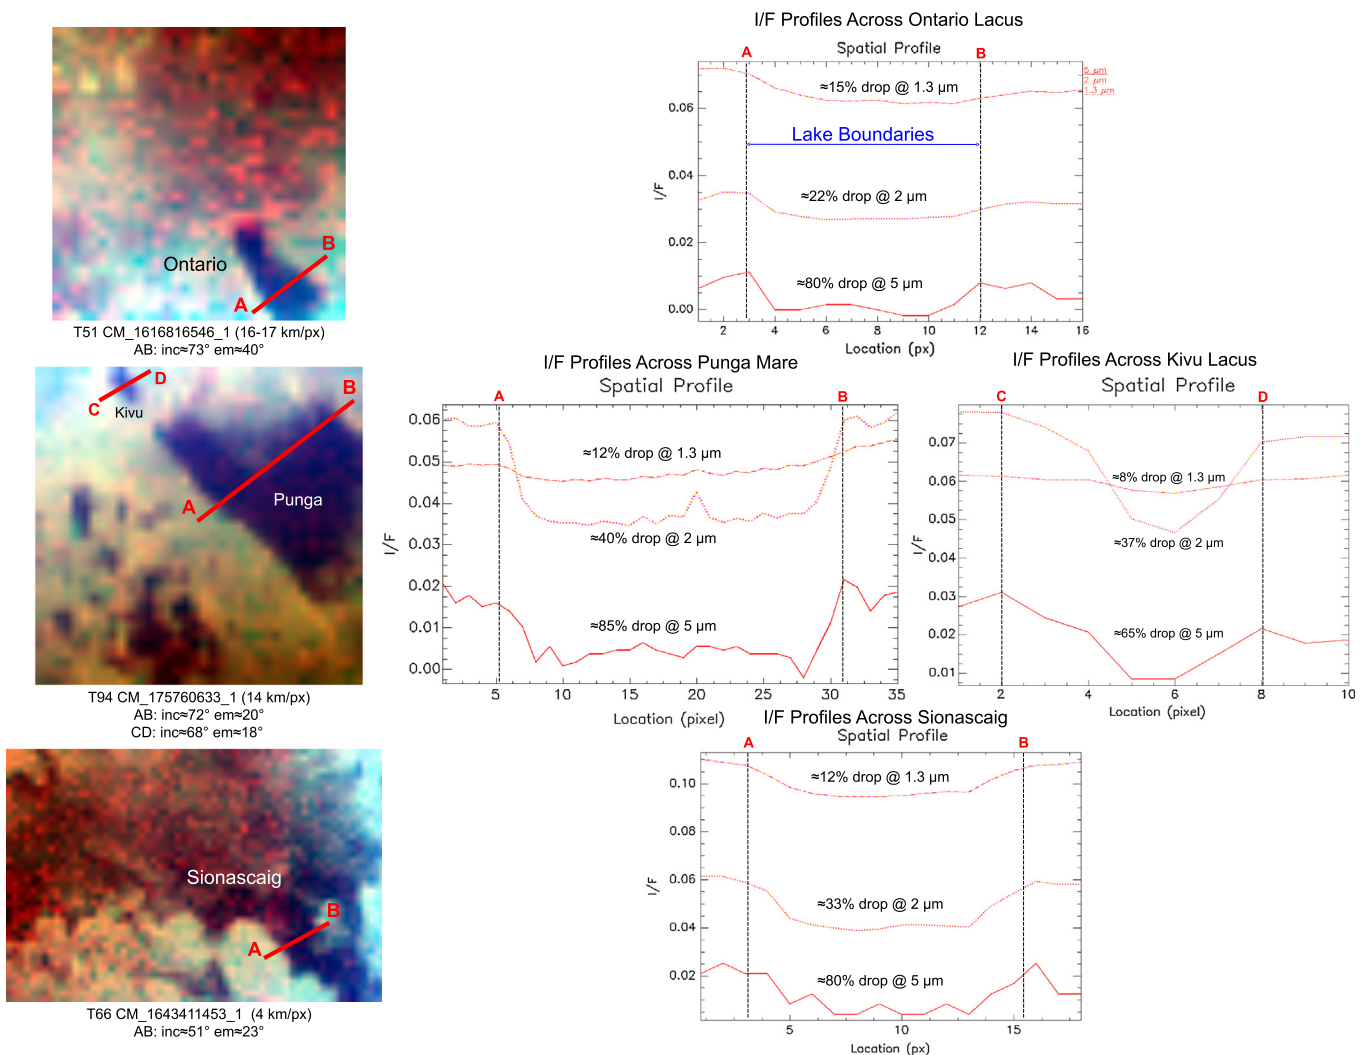 I/F Profiles Across Ontario Lacus
Spatial Profile
A
B
5 µm
2 µm
1.3 µm
≈15% drop @ 1.3 µm
Lake Boundaries
≈22% drop @ 2 µm
≈80% drop @ 5 µm
I/F
0.06
0.04
0.02
0.00
2
4
6
8
10
12
14
16
Location (px)
Ontario
A
B
T51 CM_1616816546_1 (16-17 km/px)
AB: inc≈73° em≈40°
C
D
Kivu
A
B
Punga
T94 CM_175760633_1 (14 km/px)
AB: inc≈72° em≈20°
CD: inc≈68° em≈18°
I/F Profiles Across Punga Mare
Spatial Profile
A
B
≈12% drop @ 1.3 µm
≈40% drop @ 2 µm
≈85% drop @ 5 µm
I/F
0.06
0.05
0.04
0.03
0.02
0.01
0.00
5
10
15
20
25
30
35
Location (pixel)
I/F Profiles Across Kivu Lacus
Spatial Profile
C
D
≈8% drop @ 1.3 µm
≈37% drop @ 2 µm
≈65% drop @ 5 µm
I/F
0.07
0.06
0.05
0.04
0.03
0.02
0.01
2
4
6
8
10
Location (pixel)
Sionascaig
A
B
T66 CM_1643411453_1 (4 km/px)
AB: inc≈51° em≈23°
I/F Profiles Across Sionascaig
Spatial Profile
A
B
≈12% drop @ 1.3 µm
≈33% drop @ 2 µm
≈80% drop @ 5 µm
I/F
0.10
0.08
0.06
0.04
0.02
5
10
15
Location (px)